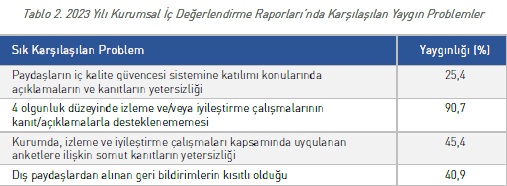 Tablo 2. 2023 Yılı Kurumsal İç Değerlendirme Raporları'nda Karşılaşılan Yaygın Problemler
Sık Karşılaşılan Problem Yaygınlığı (%)
Paydaşların iç kalite güvencesi sistemine katılımı konularında
açıklamaların ve kanıtların yetersizliği 25,4
4 olgunluk düzeyinde izleme ve/veya iyileştirme çalışmalarının
kanıt/açıklamalarla desteklenememesi 90,7
Kurumda, izleme ve iyileştirme çalışmaları kapsamında uygulanan
anketlere ilişkin somut kanıtların yetersizliği 45,4
Dış paydaşlardan alınan geri bildirimlerin kısıtlı olduğu 40,9